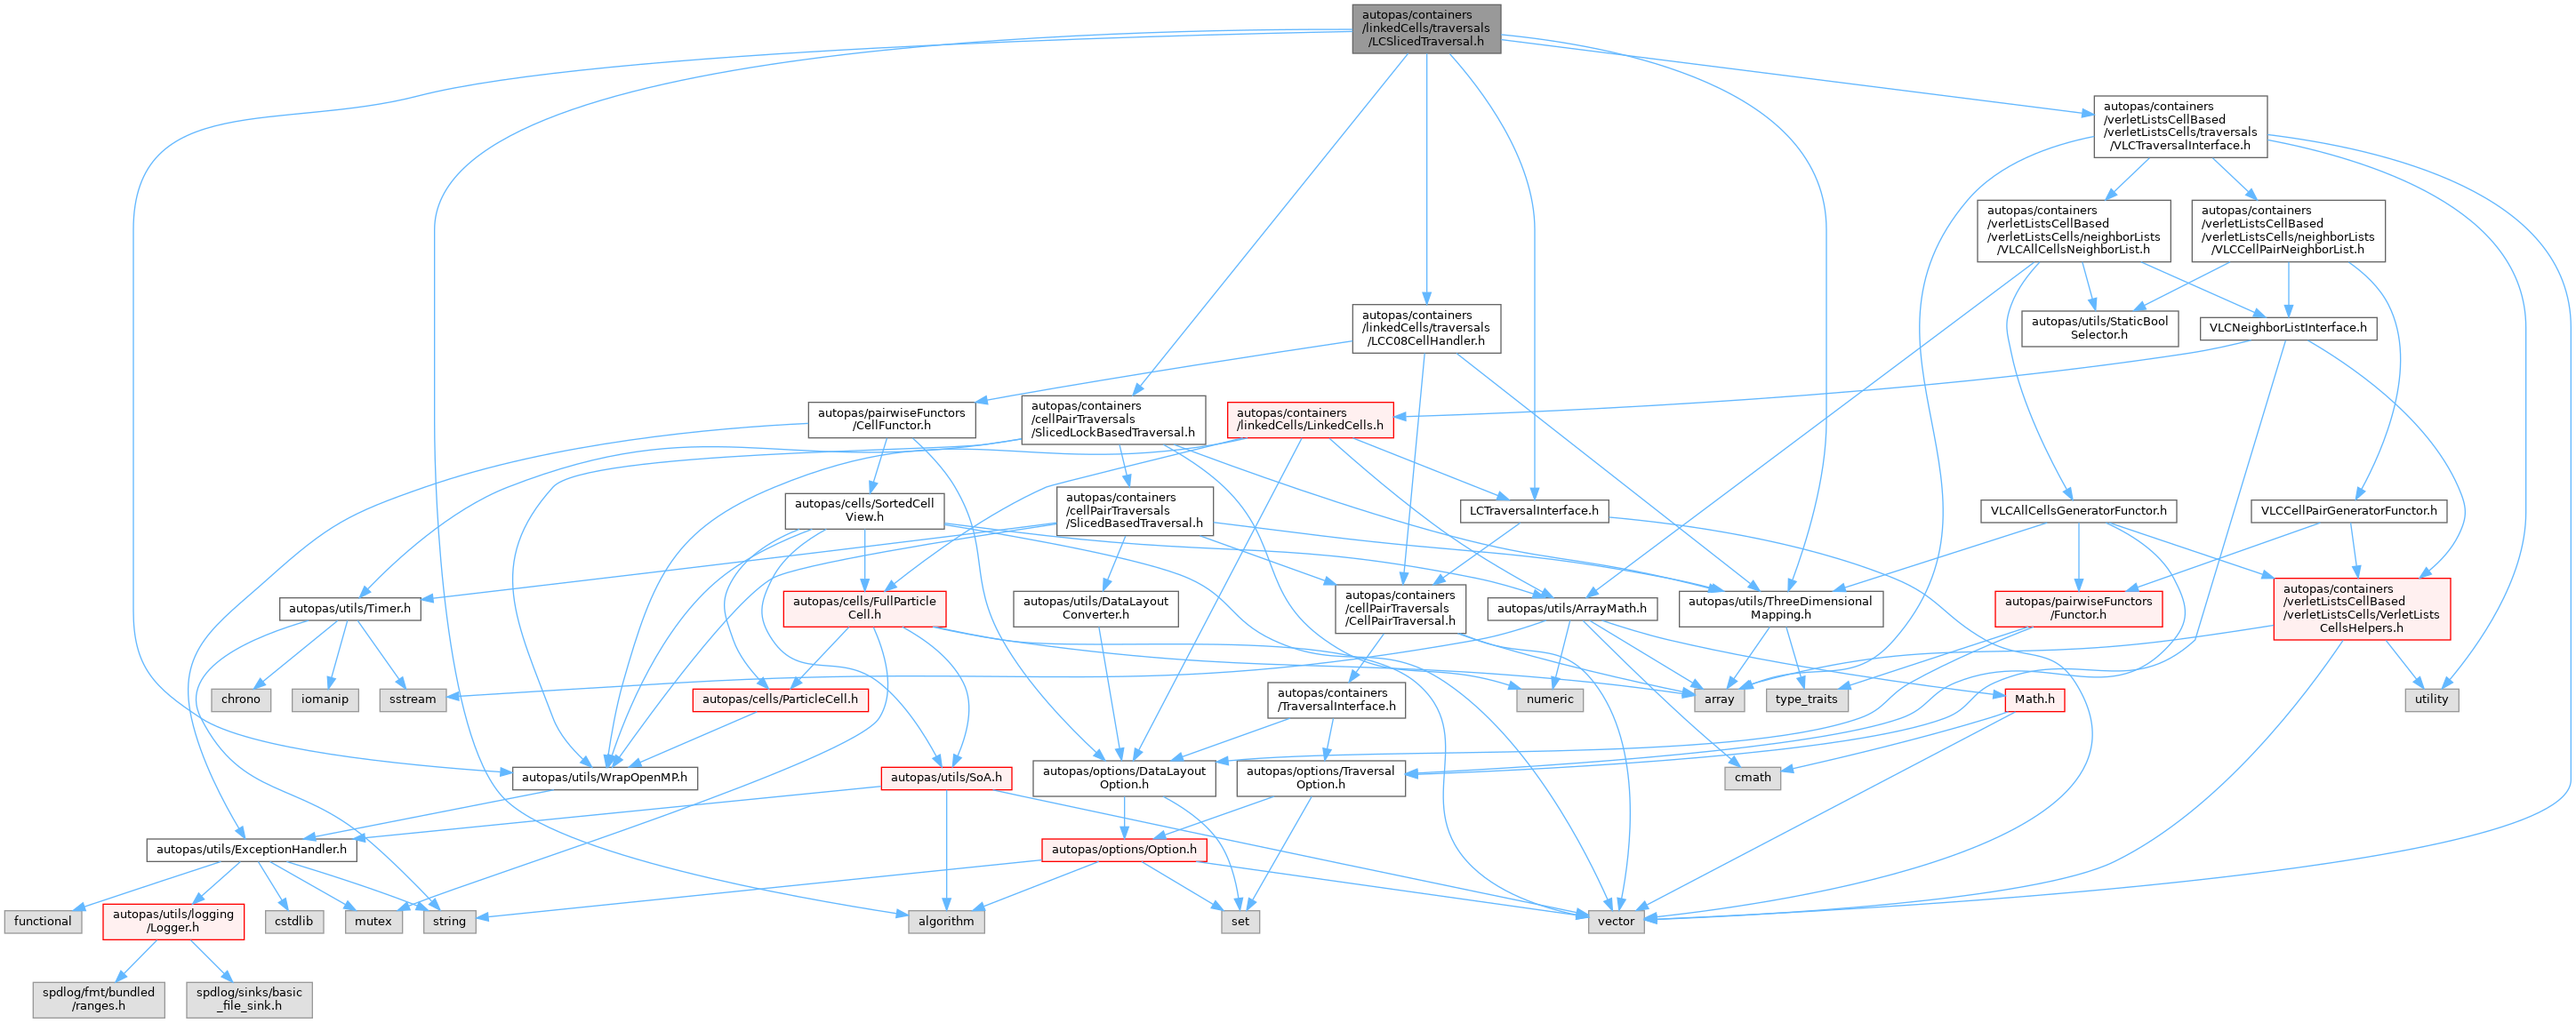 autopas/containers
/linkedCells/traversals
/LCSlicedTraversal.h
autopas/containers
/verletListsCellBased
/verletListsCells/traversals
/VLCTraversalInterface.h
autopas/containers
/verletListsCellBased
/verletListsCells/neighborLists
/VLCAllCellsNeighborList.h
autopas/containers
/verletListsCellBased
/verletListsCells/neighborLists
/VLCCellPairNeighborList.h
autopas/containers
/linkedCells/traversals
/LCC08CellHandler.h
autopas/utils/StaticBool
Selector.h
VLCNeighborListInterface.h
autopas/pairwiseFunctors
/CellFunctor.h
autopas/containers
/cellPairTraversals
/SlicedLockBasedTraversal.h
autopas/containers
/linkedCells/LinkedCells.h
autopas/cells/SortedCell
View.h
autopas/containers
/cellPairTraversals
/SlicedBasedTraversal.h
LCTraversalInterface.h
VLCAllCellsGeneratorFunctor.h
VLCCellPairGeneratorFunctor.h
autopas/utils/Timer.h
autopas/cells/FullParticle
Cell.h
autopas/utils/DataLayout
Converter.h
autopas/containers
/cellPairTraversals
/CellPairTraversal.h
autopas/utils/ArrayMath.h
autopas/utils/ThreeDimensional
Mapping.h
autopas/pairwiseFunctors
/Functor.h
autopas/containers
/verletListsCellBased
/verletListsCells/VerletLists
CellsHelpers.h
chrono
iomanip
sstream
autopas/cells/ParticleCell.h
autopas/containers
/TraversalInterface.h
numeric
array
type_traits
Math.h
utility
autopas/utils/WrapOpenMP.h
autopas/utils/SoA.h
autopas/options/DataLayout
Option.h
autopas/options/Traversal
Option.h
cmath
autopas/utils/ExceptionHandler.h
autopas/options/Option.h
functional
autopas/utils/logging
/Logger.h
cstdlib
mutex
string
algorithm
set
vector
spdlog/fmt/bundled
/ranges.h
spdlog/sinks/basic
_file_sink.h